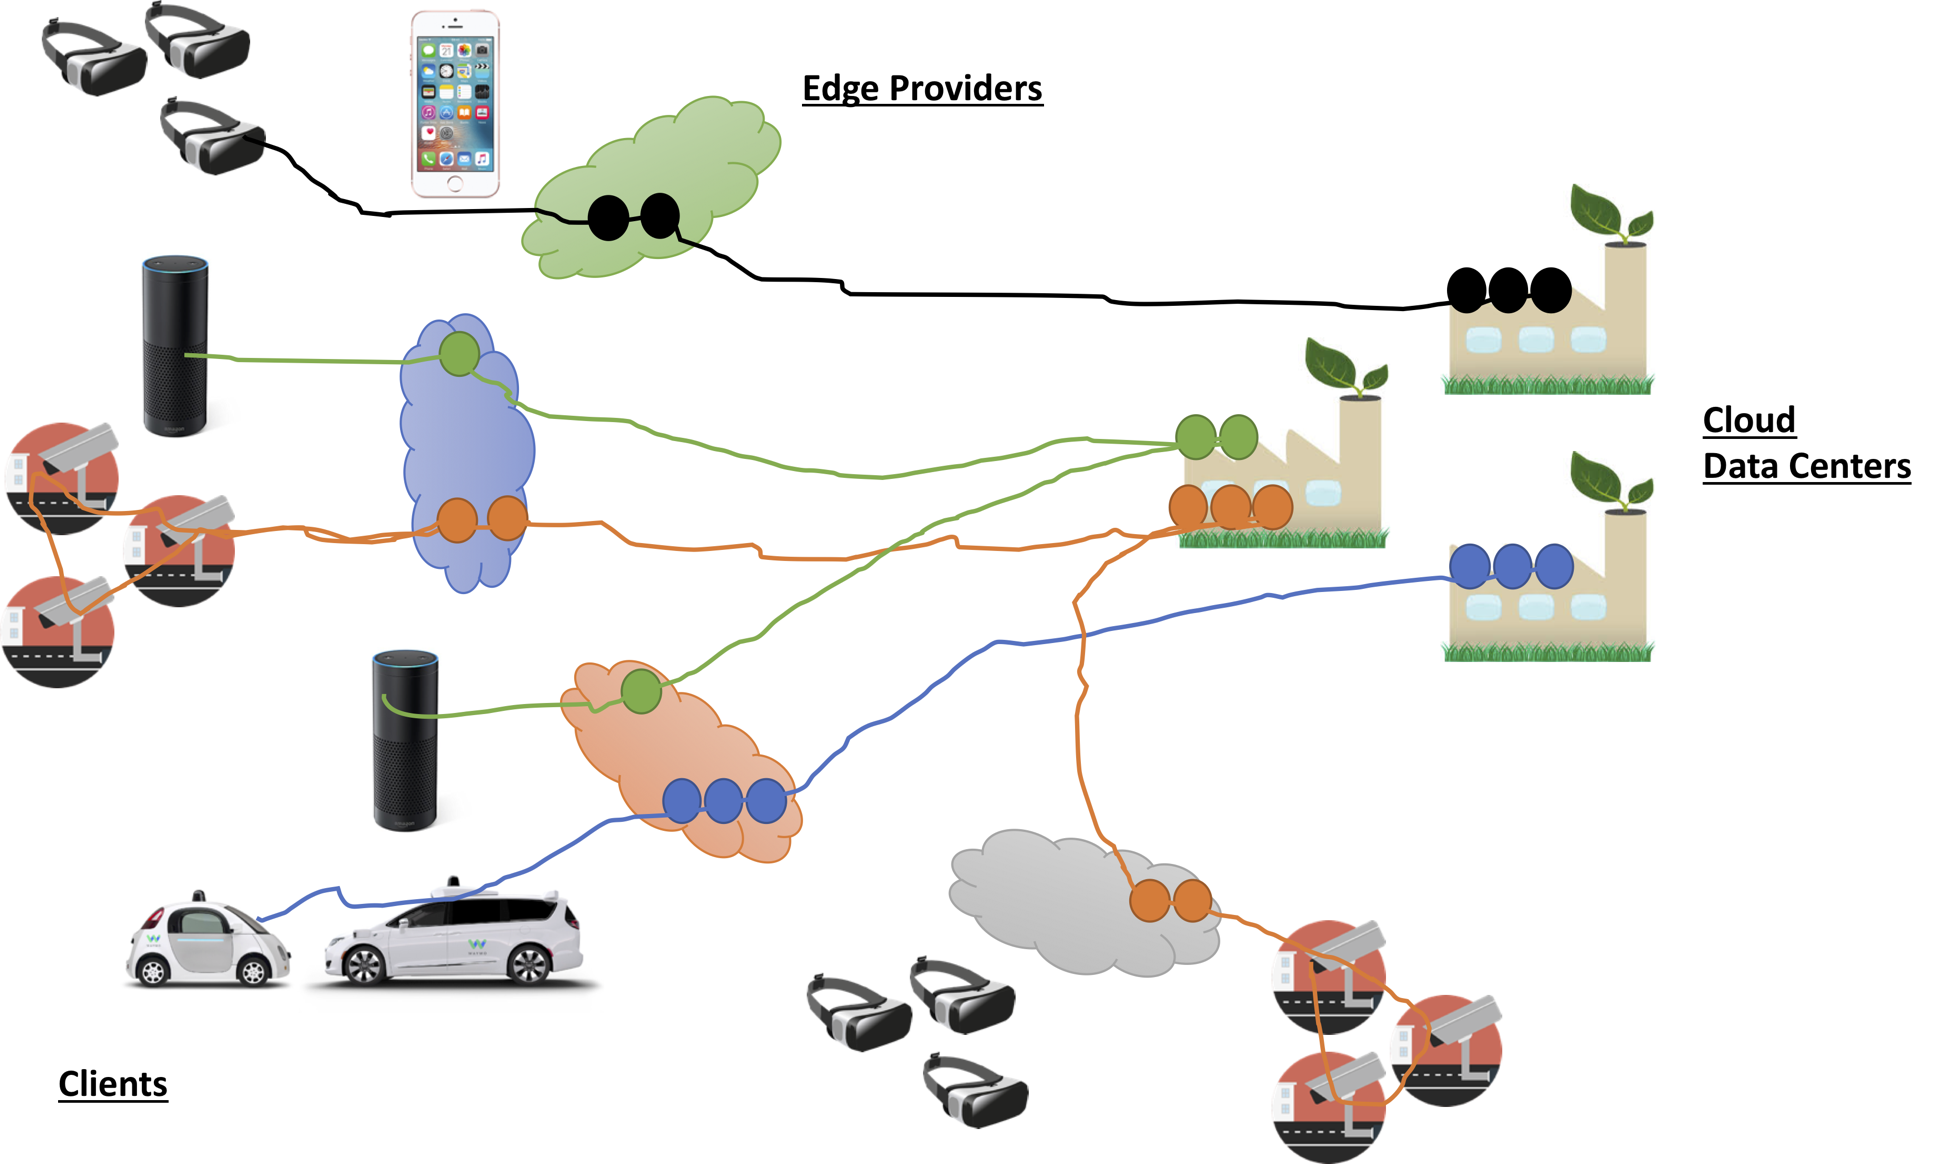 Edge Providers
Cloud
Data Centers
Clients